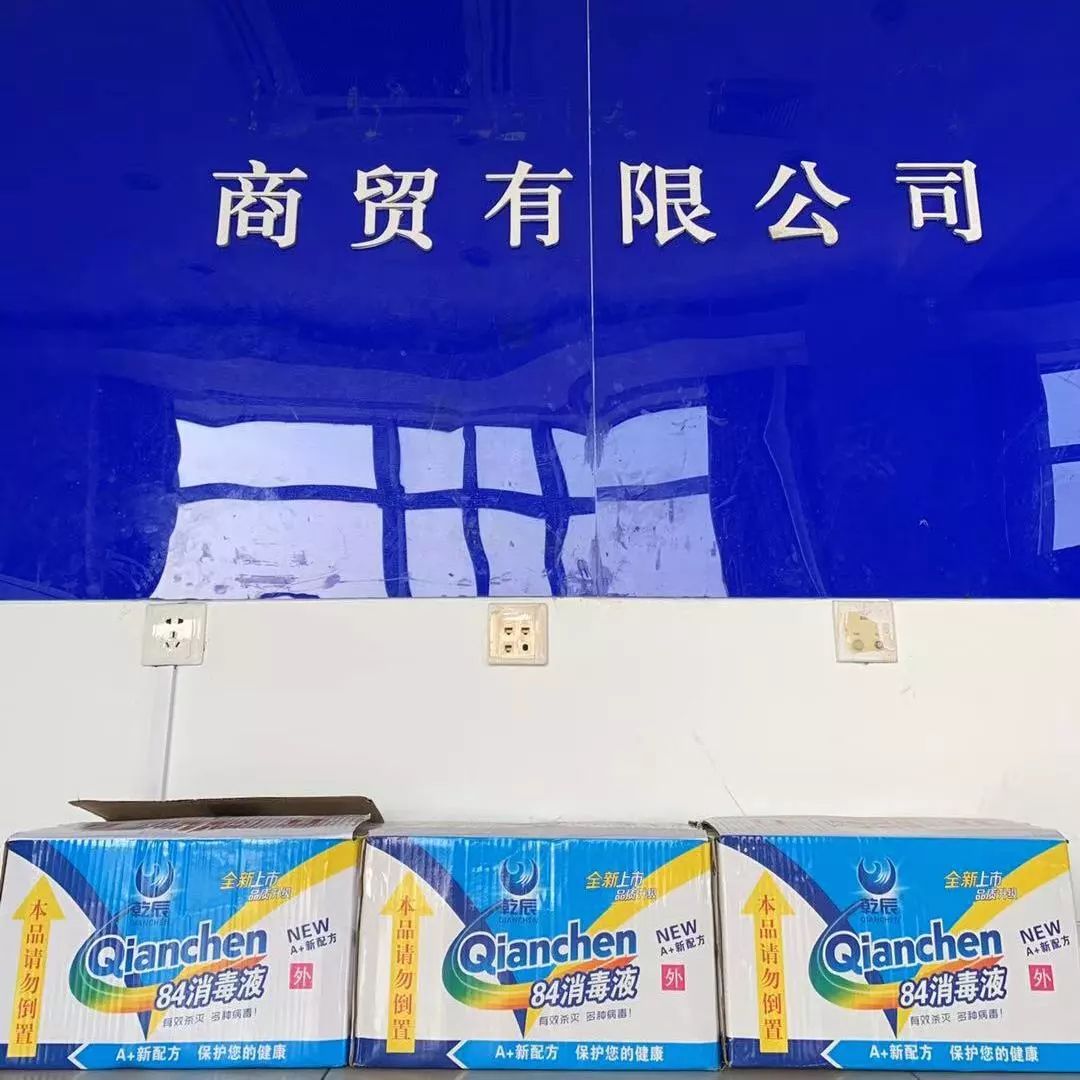 商贸有限公司
乾辰
QIANCHEN
全新上市
品质升级
Qianchen
84消毒液
NEW
A+新配方
外
有效杀灭 多种病毒!
本品请勿倒置
A+新配方 保护您的健康
乾辰
QIANCHEN
全新上市
品质升级
Qianchen
84消毒液
NEW
A+新配方
外
有效杀灭 多种病毒!
本品请勿倒置
A+新配方 保护您的健康
乾辰
QIANCHEN
全新上市
品质升级
Qianchen
84消毒液
NEW
A+新配方
外
有效杀灭 多种病毒!
本品请勿倒置
A+新配方 保护您的健康